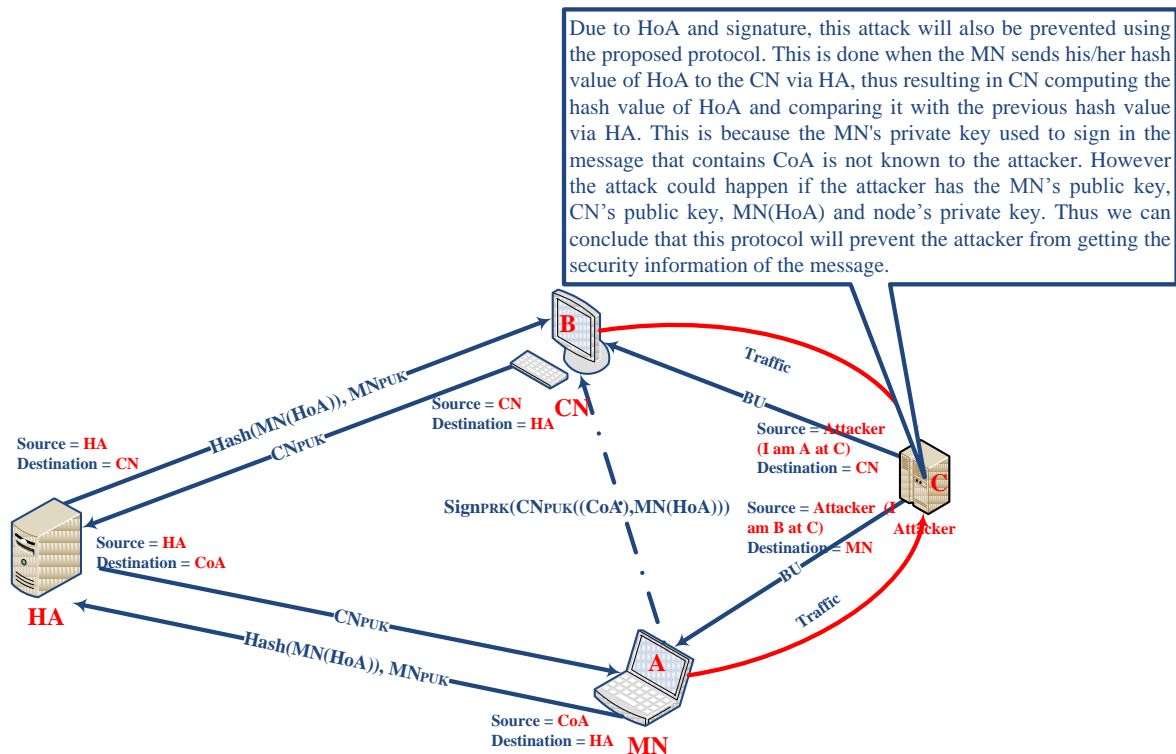 Due to HoA and signature, this attack will also be prevented using
the proposed protocol. This is done when the MN sends his/her hash
value of HoA to the CN via HA, thus resulting in CN computing the
hash value of HoA and comparing it with the previous hash value
via HA. This is because the MN's private key used to sign in the
message that contains CoA is not known to the attacker. However
the attack could happen if the attacker has the MN’s public key,
CN’s public key, MN(HoA) and node’s private key. Thus we can
conclude that this protocol will prevent the attacker from getting the
security information of the message.
B
Traffic
BU
Hash(MN(HoA)), MNPUK
CNPUK
Source = CN
Destination = HA
CN
Source = HA
Destination = CN
Source = Attacker
(I am A at C)
Destination = CN
C
Attacker
SignPRK(CNPUK((CoA),MN(HoA)))
Source = Attacker (I
am B at C)
Destination = MN
BU
Traffic
Source = HA
Destination = CoA
HA
CNPUK
Hash(MN(HoA)), MNPUK
A
Source = CoA
Destination = HA
MN